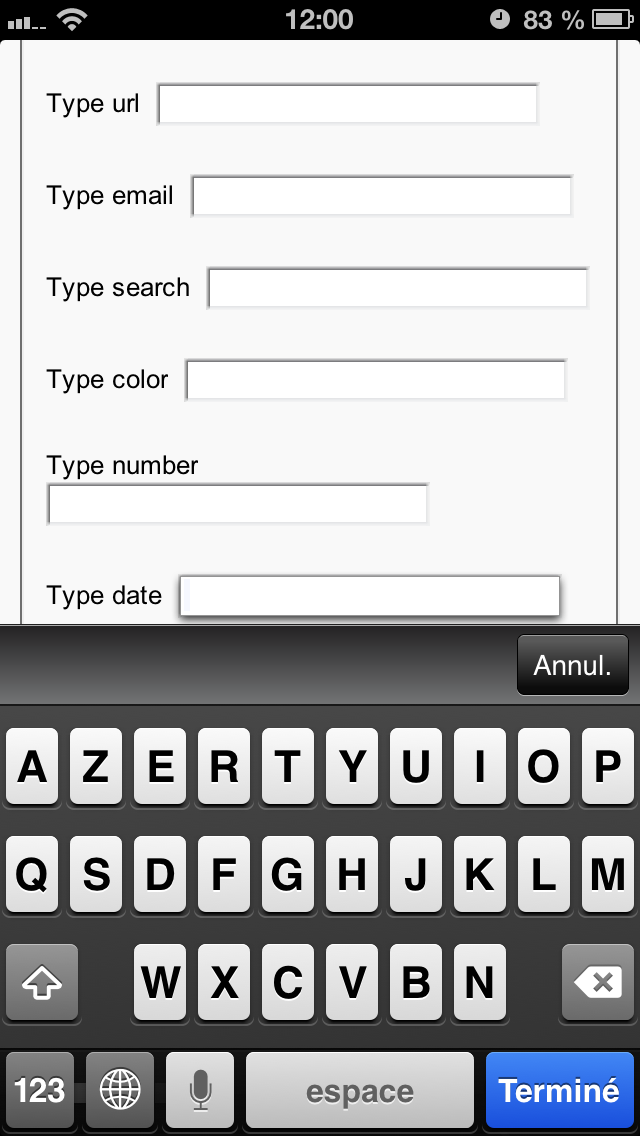 12:00 83 %
Type url
Type email
Type search
Type color
Type number
Type date
Annul.
A Z E R T Y U I O P
Q S D F G H J K L M
W X C V B N
123 espace Terminé